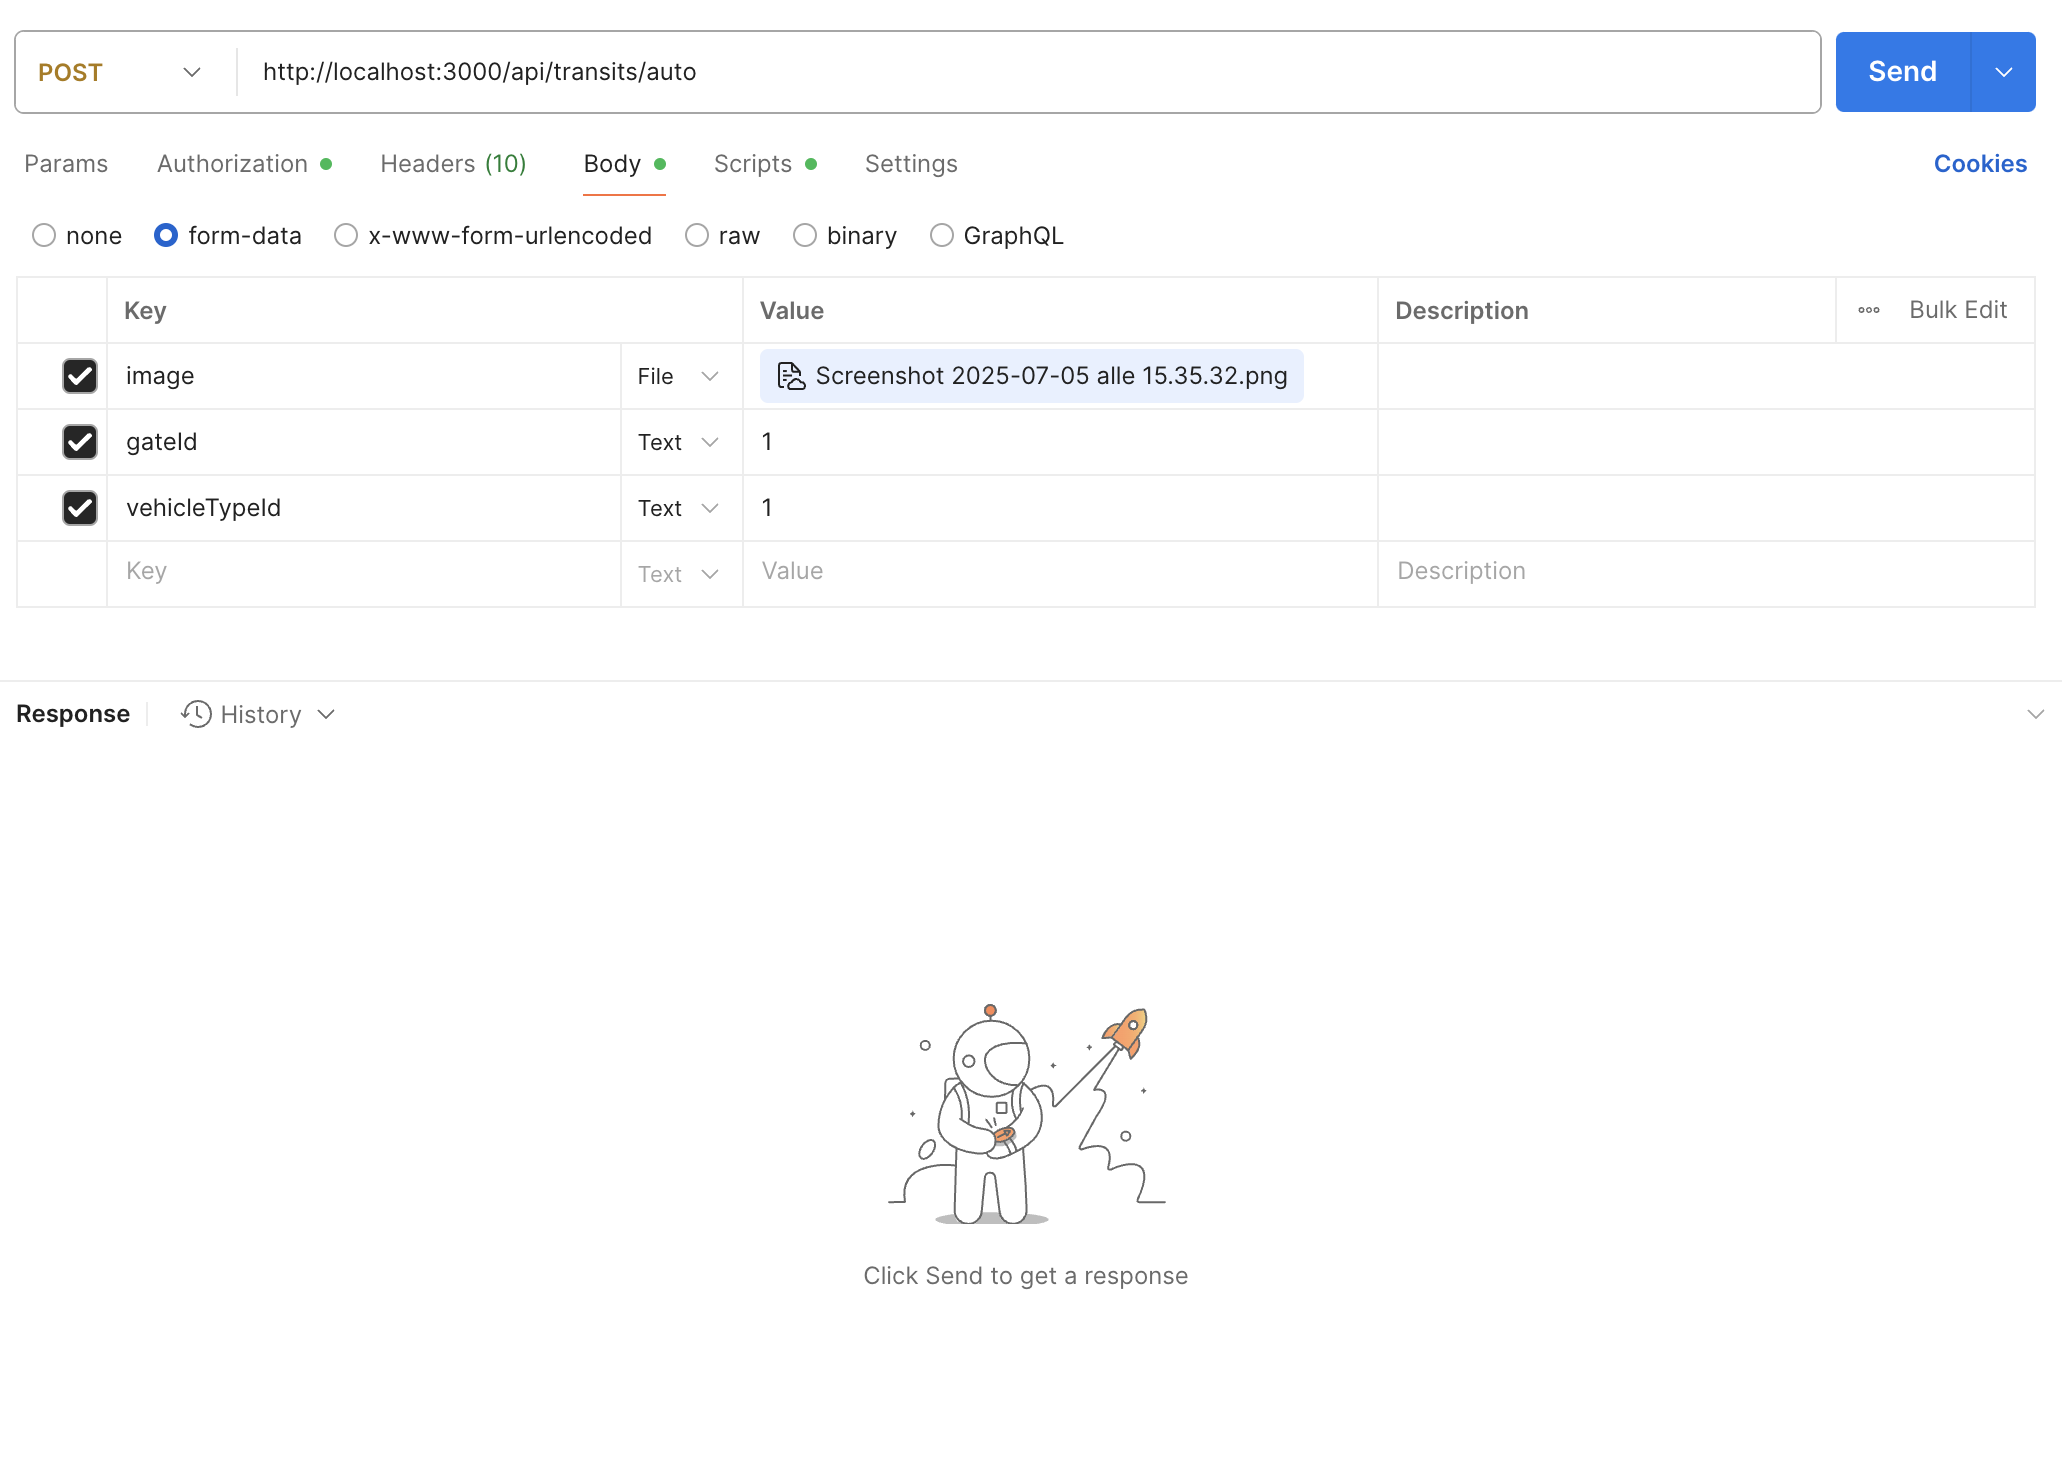 POST http://localhost:3000/api/transits/auto Send
Params Authorization Headers (10) Body Scripts Settings Cookies
none form-data x-www-form-urlencoded raw binary GraphQL
Key Value Description Bulk Edit
image File Screenshot 2025-07-05 alle 15.35.32.png
gateId Text 1
vehicleTypeId Text 1
Key Text Value Description
Response History
Click Send to get a response